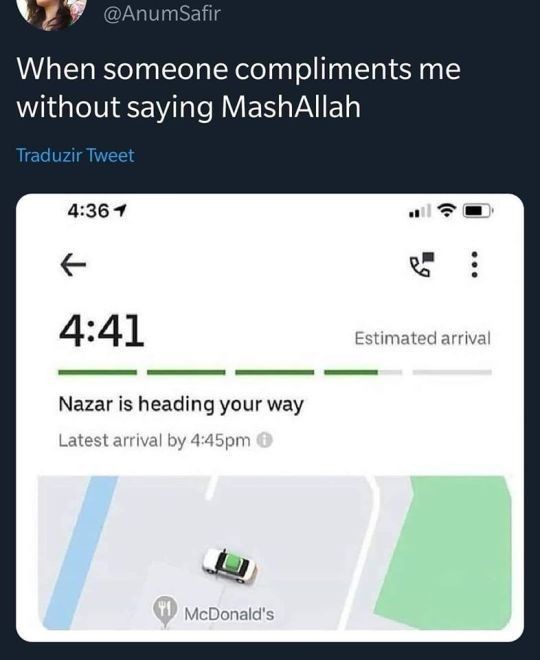 @AnumSafir
When someone compliments me
without saying MashAllah
Traduzir Tweet
4:36
4:41
Estimated arrival
Nazar is heading your way
Latest arrival by 4:45pm
McDonald's